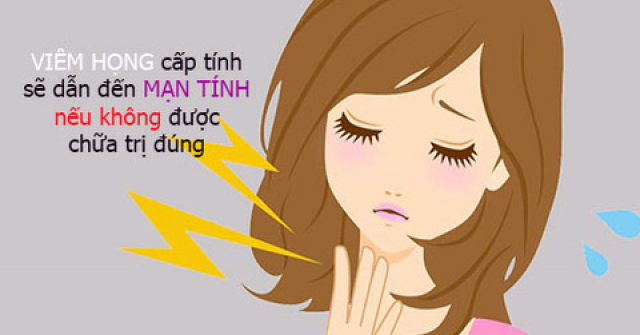 VIÊM HỌNG cấp tính
sẽ dẫn đến MẠN TÍNH
nếu không được
chữa trị đúng